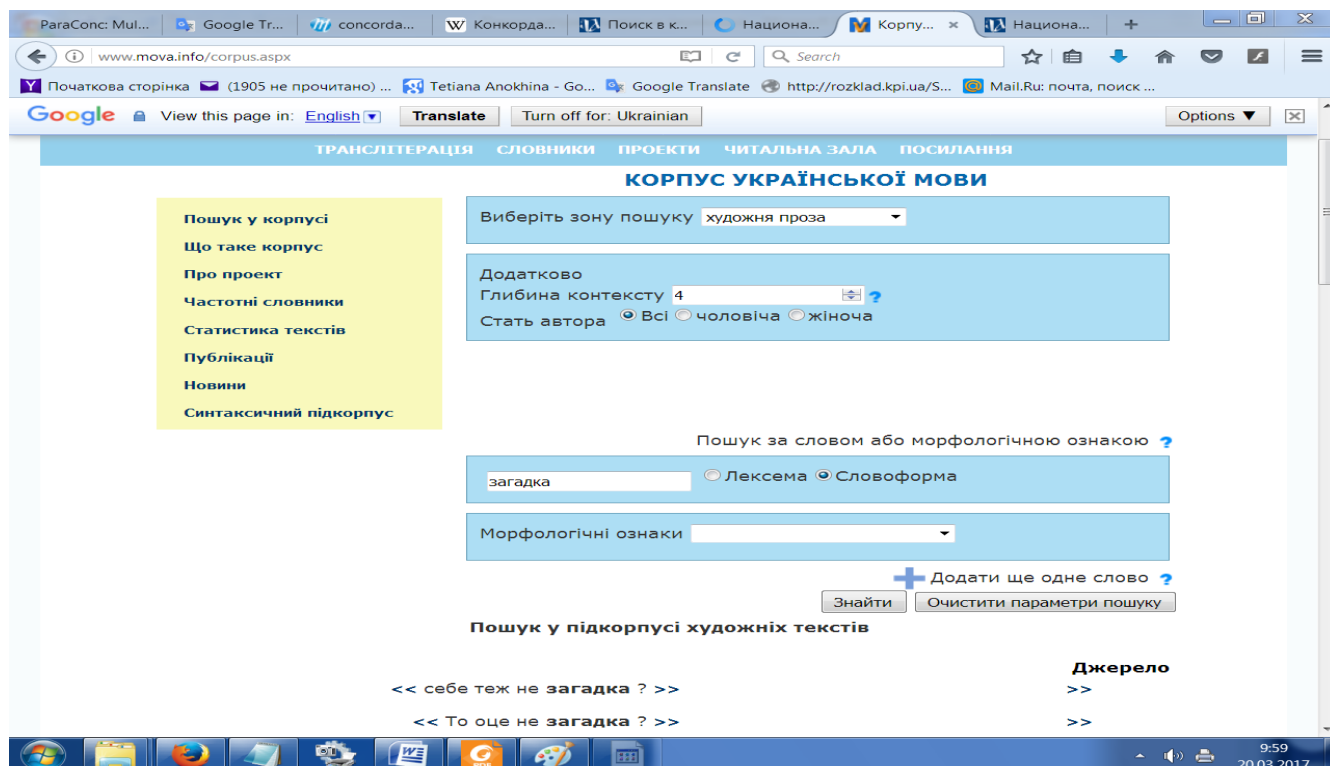 ParaConc: Mul... Google Tr... concorda... Конкорда... Поиск в к... Национа... Корпу... × Национа... +
www.mova.info/corpus.aspx Search
Початкова сторінка (1905 не прочитано) ... Tetiana Anokhina - Go... Google Translate http://rozklad.kpi.ua/S... Mail.Ru: почта, поиск ...
Google View this page in: English Translate Turn off for: Ukrainian Options ▼
ТРАНСЛІТЕРАЦІЯ СЛОВНИКИ ПРОЕКТИ ЧИТАЛЬНА ЗАЛА ПОСИЛАННЯ
КОРПУС УКРАЇНСЬКОЇ МОВИ
Пошук у корпусі
Що таке корпус
Про проект
Частотні словники
Статистика текстів
Публікації
Новини
Синтаксичний підкорпус
Виберіть зону пошуку художня проза
Додатково
Глибина контексту 4 ?
Стать автора Всі чоловіча жіноча
Пошук за словом або морфологічною ознакою ?
загадка Лексема Словоформа
Морфологічні ознаки
Додати ще одне слово ?
Знайти Очистити параметри пошуку
Пошук у підкорпусі художніх текстів
Джерело
<< себе теж не загадка ? >> >>
<< То оце не загадка ? >> >>
9:59
20.03.2017